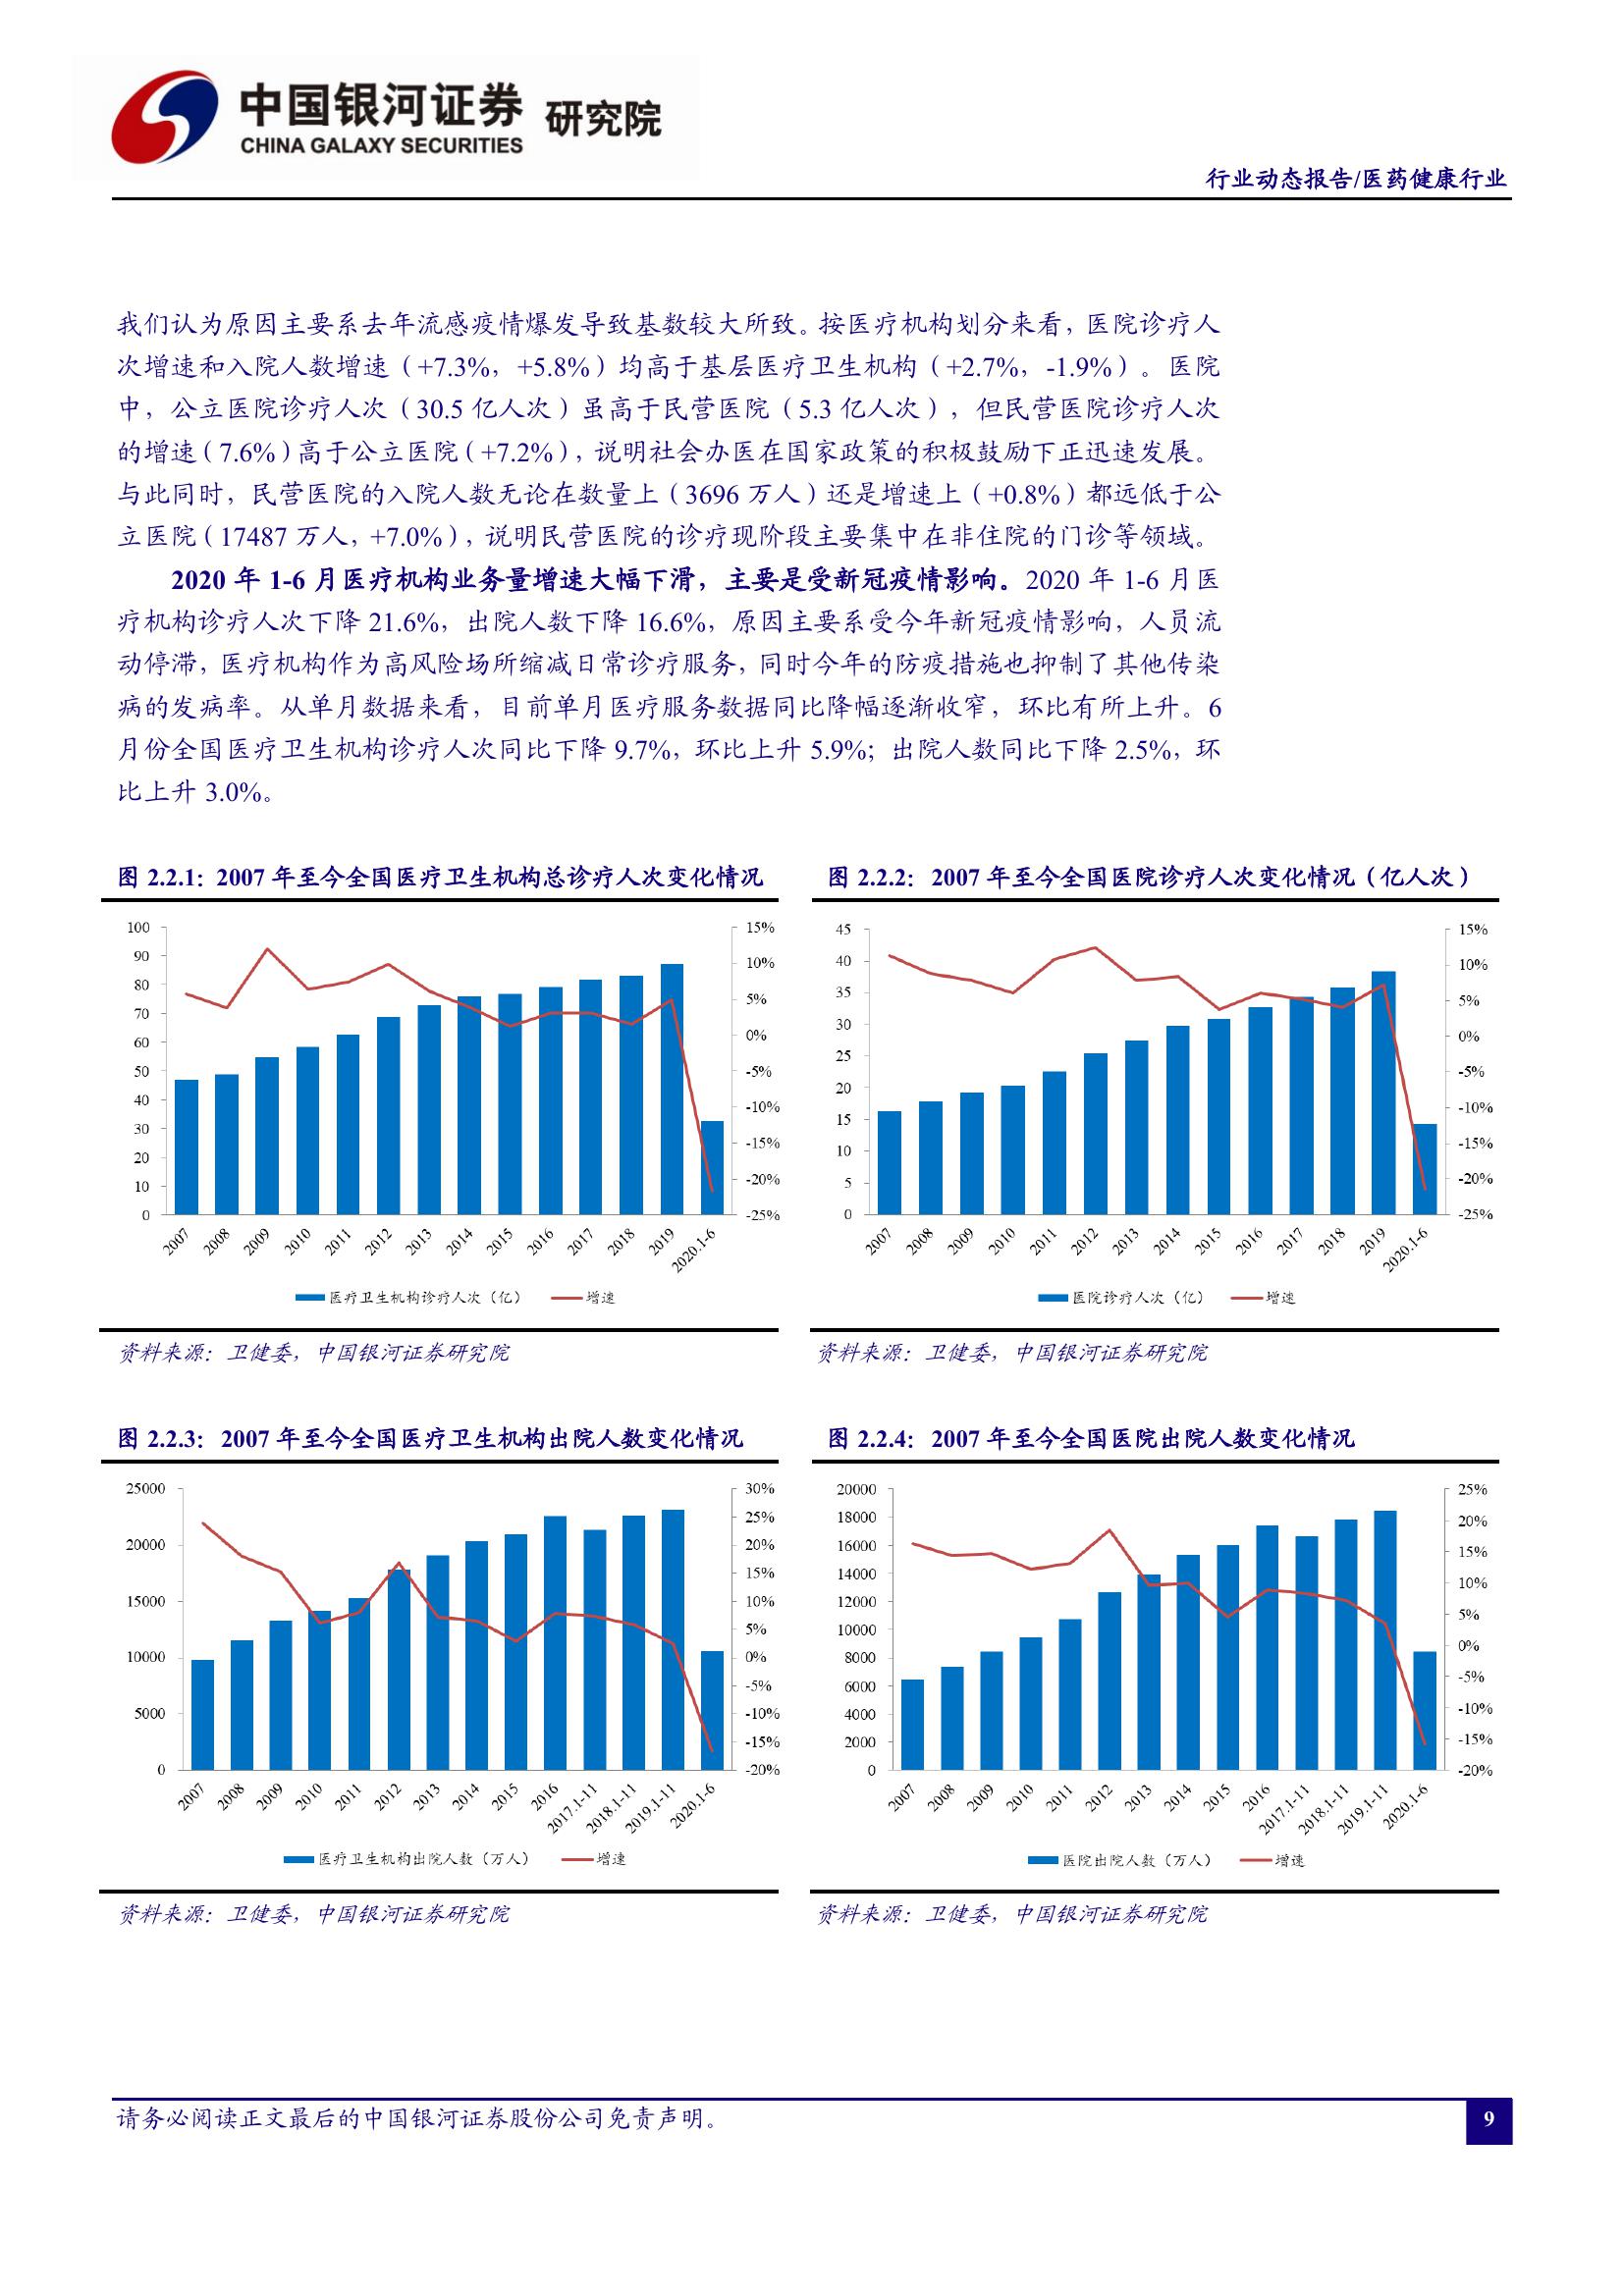 中国银河证券 研究院
CHINA GALAXY SECURITIES
行业动态报告/医药健康行业
我们认为原因主要系去年流感疫情爆发导致基数较大所致。按医疗机构划分来看，医院诊疗人
次增速和入院人数增速（+7.3%，+5.8%）均高于基层医疗卫生机构（+2.7%，-1.9%）。医院
中，公立医院诊疗人次（30.5 亿人次）虽高于民营医院（5.3 亿人次），但民营医院诊疗人次
的增速（7.6%）高于公立医院（+7.2%），说明社会办医在国家政策的积极鼓励下正迅速发展。
与此同时，民营医院的入院人数无论在数量上（3696 万人）还是增速上（+0.8%）都远低于公
立医院（17487 万人，+7.0%），说明民营医院的诊疗现阶段主要集中在非住院的门诊等领域。
2020 年 1-6 月医疗机构业务量增速大幅下滑，主要是受新冠疫情影响。2020 年 1-6 月医
疗机构诊疗人次下降 21.6%，出院人数下降 16.6%，原因主要系受今年新冠疫情影响，人员流
动停滞，医疗机构作为高风险场所缩减日常诊疗服务，同时今年的防疫措施也抑制了其他传染
病的发病率。从单月数据来看，目前单月医疗服务数据同比降幅逐渐收窄，环比有所上升。6
月份全国医疗卫生机构诊疗人次同比下降 9.7%，环比上升 5.9%；出院人数同比下降 2.5%，环
比上升 3.0%。
图 2.2.1：2007 年至今全国医疗卫生机构总诊疗人次变化情况
100
90
80
70
60
50
40
30
20
10
0
15%
10%
5%
0%
-5%
-10%
-15%
-20%
-25%
2007 2008 2009 2010 2011 2012 2013 2014 2015 2016 2017 2018 2019 2020.1-6
医疗卫生机构诊疗人次（亿） 增速
资料来源：卫健委，中国银河证券研究院
图 2.2.2：2007 年至今全国医院诊疗人次变化情况（亿人次）
45
40
35
30
25
20
15
10
5
0
15%
10%
5%
0%
-5%
-10%
-15%
-20%
-25%
2007 2008 2009 2010 2011 2012 2013 2014 2015 2016 2017 2018 2019 2020.1-6
医院诊疗人次（亿） 增速
资料来源：卫健委，中国银河证券研究院
图 2.2.3：2007 年至今全国医疗卫生机构出院人数变化情况
25000
20000
15000
10000
5000
0
30%
25%
20%
15%
10%
5%
0%
-5%
-10%
-15%
-20%
2007 2008 2009 2010 2011 2012 2013 2014 2015 2016 2017.1-11 2018.1-11 2019.1-11 2020.1-6
医疗卫生机构出院人数（万人） 增速
资料来源：卫健委，中国银河证券研究院
图 2.2.4：2007 年至今全国医院出院人数变化情况
20000
18000
16000
14000
12000
10000
8000
6000
4000
2000
0
25%
20%
15%
10%
5%
0%
-5%
-10%
-15%
-20%
2007 2008 2009 2010 2011 2012 2013 2014 2015 2016 2017.1-11 2018.1-11 2019.1-11 2020.1-6
医院出院人数（万人） 增速
资料来源：卫健委，中国银河证券研究院
请务必阅读正文最后的中国银河证券股份公司免责声明。
9